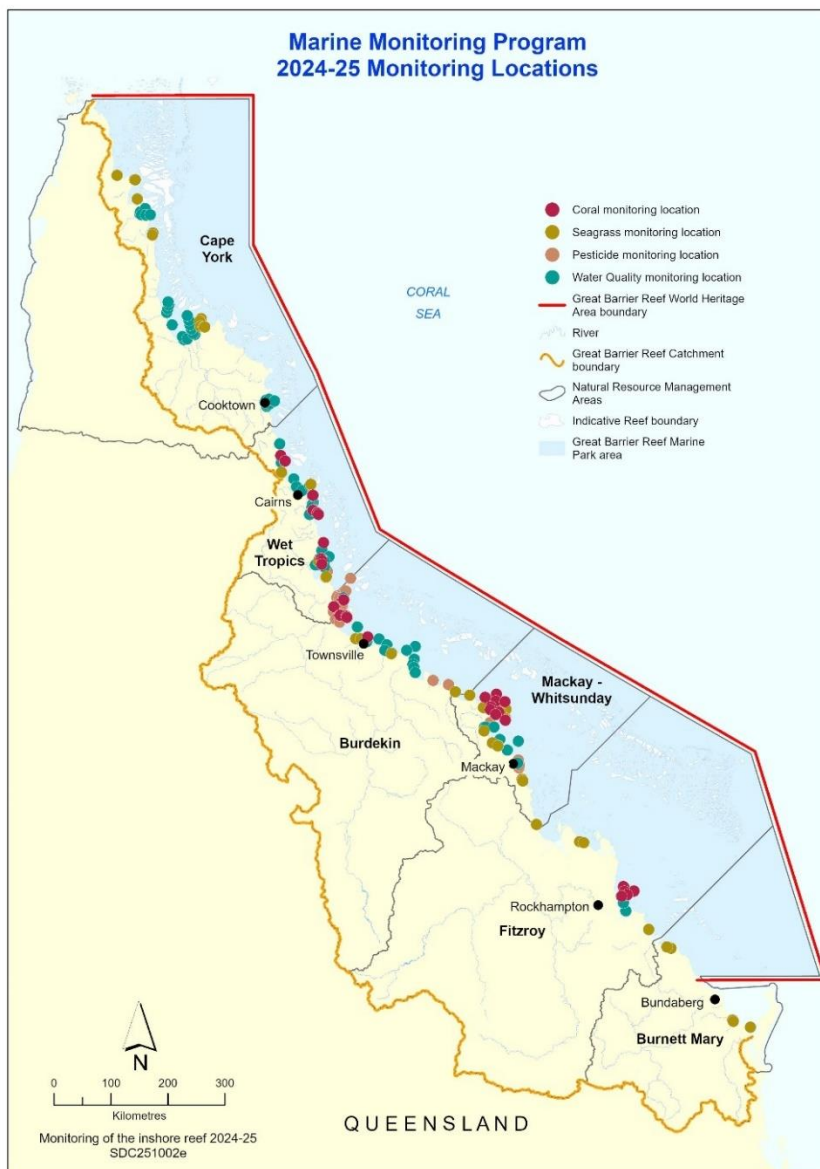 Marine Monitoring Program
2024-25 Monitoring Locations
Coral monitoring location
Seagrass monitoring location
Pesticide monitoring location
Water Quality monitoring location
Great Barrier Reef World Heritage
Area boundary
River
Great Barrier Reef Catchment
boundary
Natural Resource Management
Areas
Indicative Reef boundary
Great Barrier Reef Marine
Park area
Cape
York
CORAL
SEA
Cooktown
Cairns
Wet
Tropics
Townsville
Mackay -
Whitsunday
Burdekin
Mackay
Rockhampton
Fitzroy
Bundaberg
Burnett Mary
N
0 100 200 300
Kilometres
QUEENSLAND
Monitoring of the inshore reef 2024-25
SDC251002e